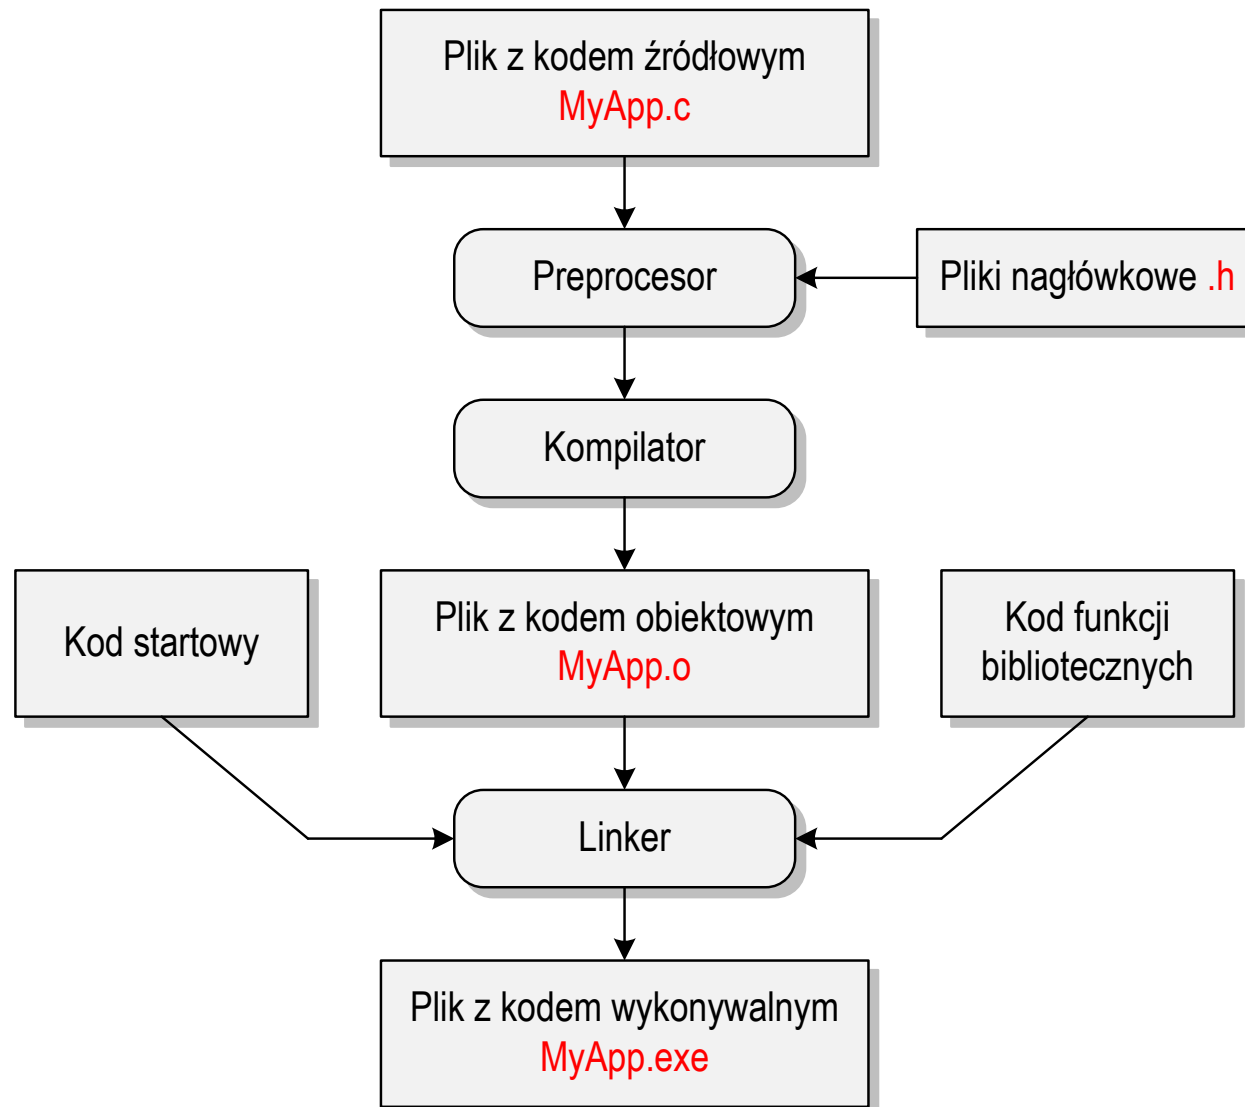 Plik z kodem źródłowym
MyApp.c
Preprocesor
Pliki nagłówkowe .h
Kompilator
Kod startowy
Plik z kodem obiektowym
MyApp.o
Kod funkcji
bibliotecznych
Linker
Plik z kodem wykonywalnym
MyApp.exe